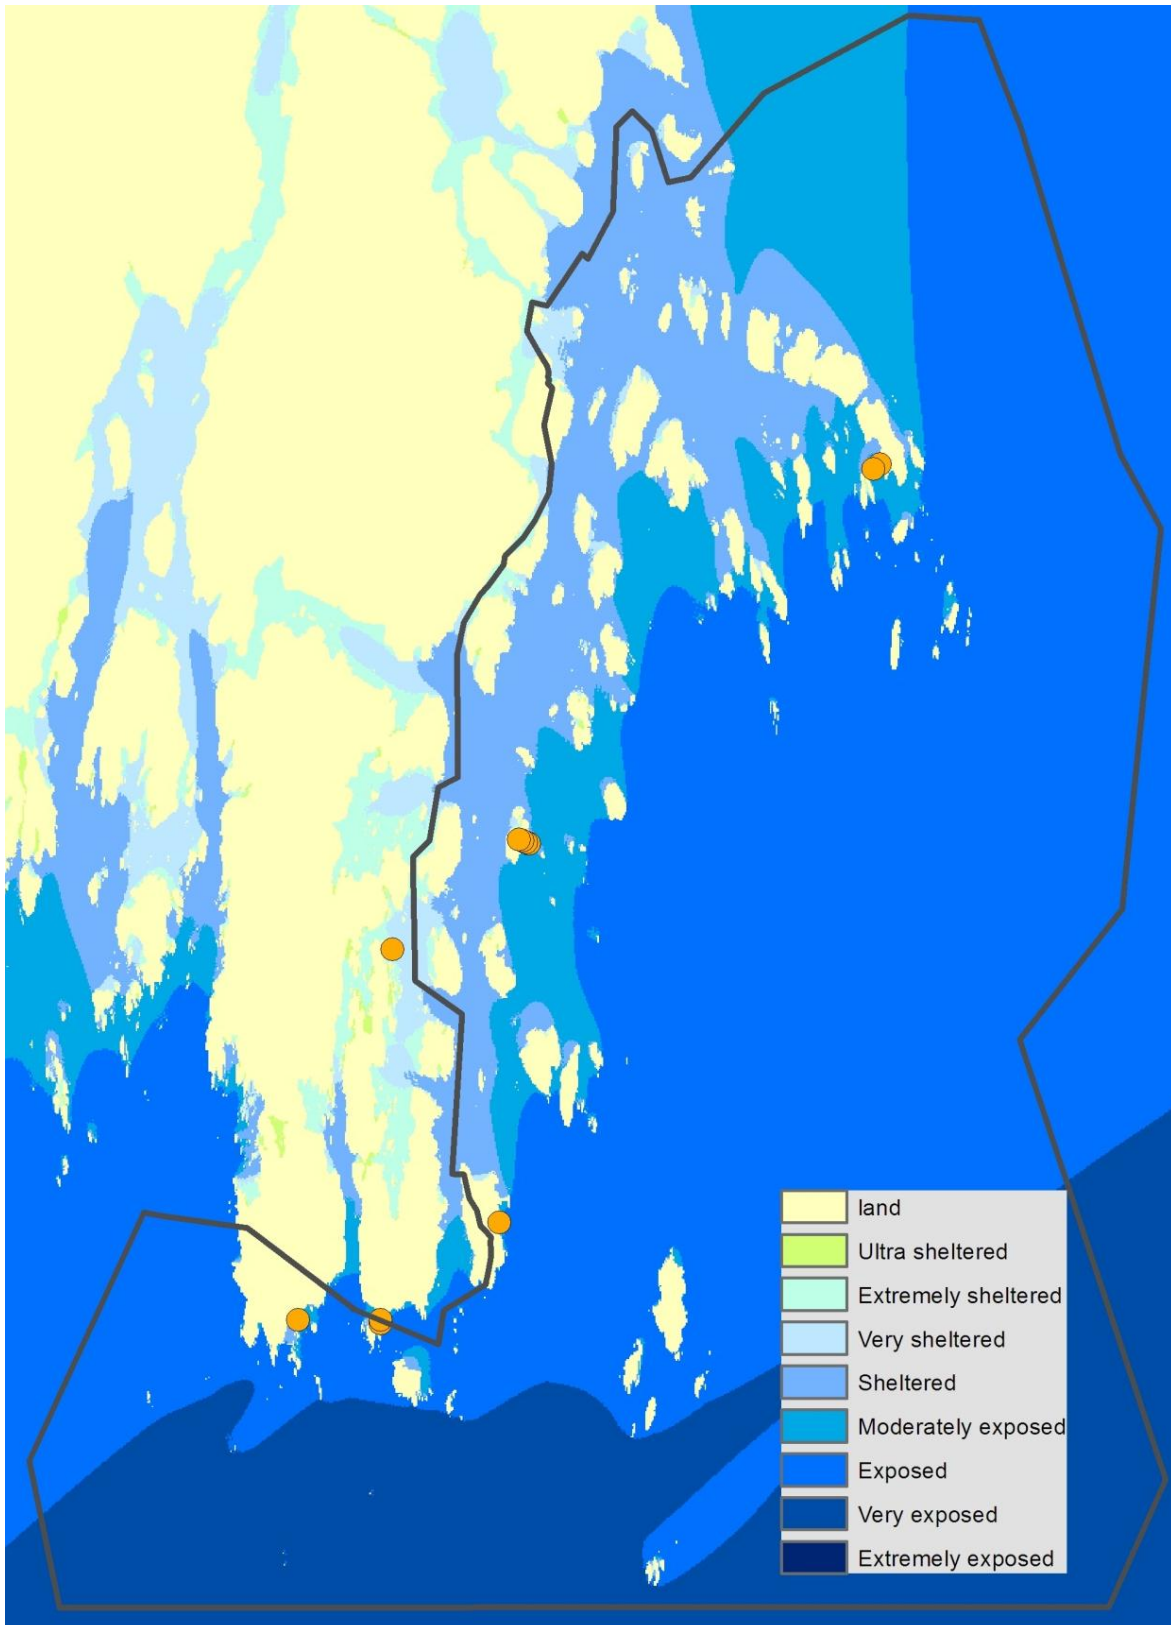 land
Ultra sheltered
Extremely sheltered
Very sheltered
Sheltered
Moderately exposed
Exposed
Very exposed
Extremely exposed